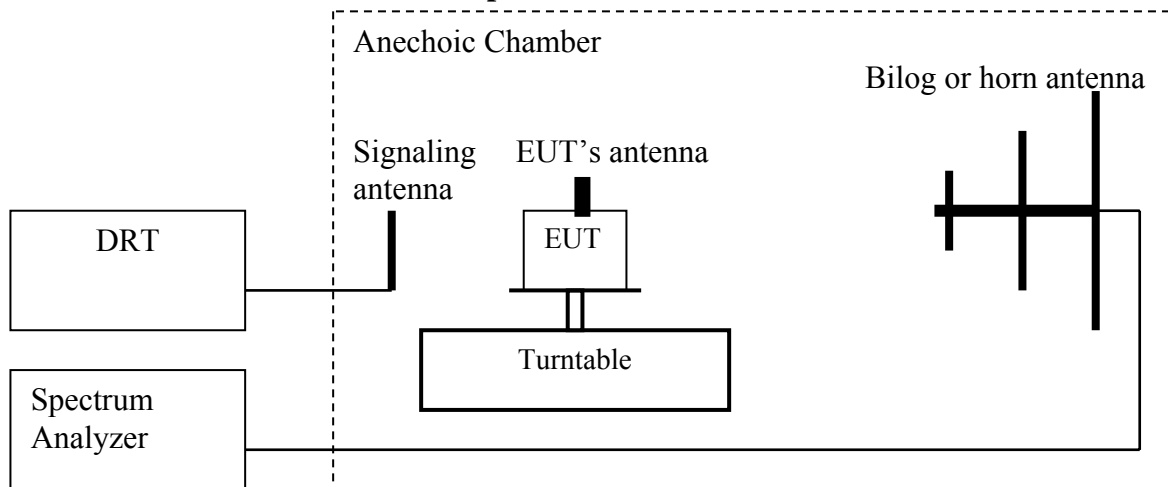 Anechoic Chamber
Bilog or horn antenna
Signaling
antenna
EUT’s antenna
DRT
EUT
Turntable
Spectrum
Analyzer